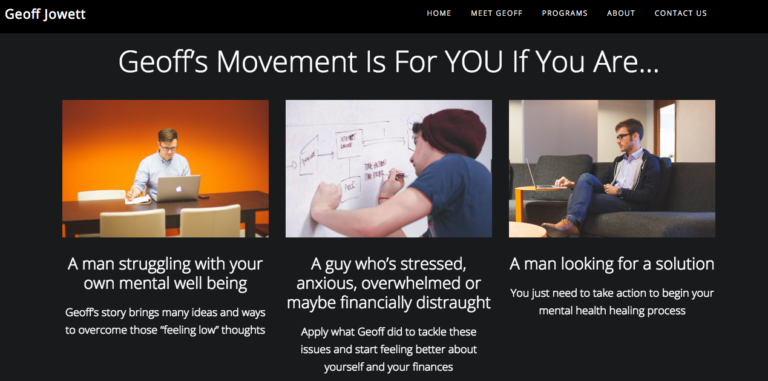 Geoff Jowett
HOME MEET GEOFF PROGRAMS ABOUT CONTACT US
Geoff's Movement Is For YOU If You Are...
A man struggling with your
own mental well being
Geoff's story brings many ideas and ways
to overcome those “feeling low” thoughts
A guy who's stressed,
anxious, overwhelmed or
maybe financially distraught
Apply what Geoff did to tackle these
issues and start feeling better about
yourself and your finances
A man looking for a solution
You just need to take action to begin your
mental health healing process